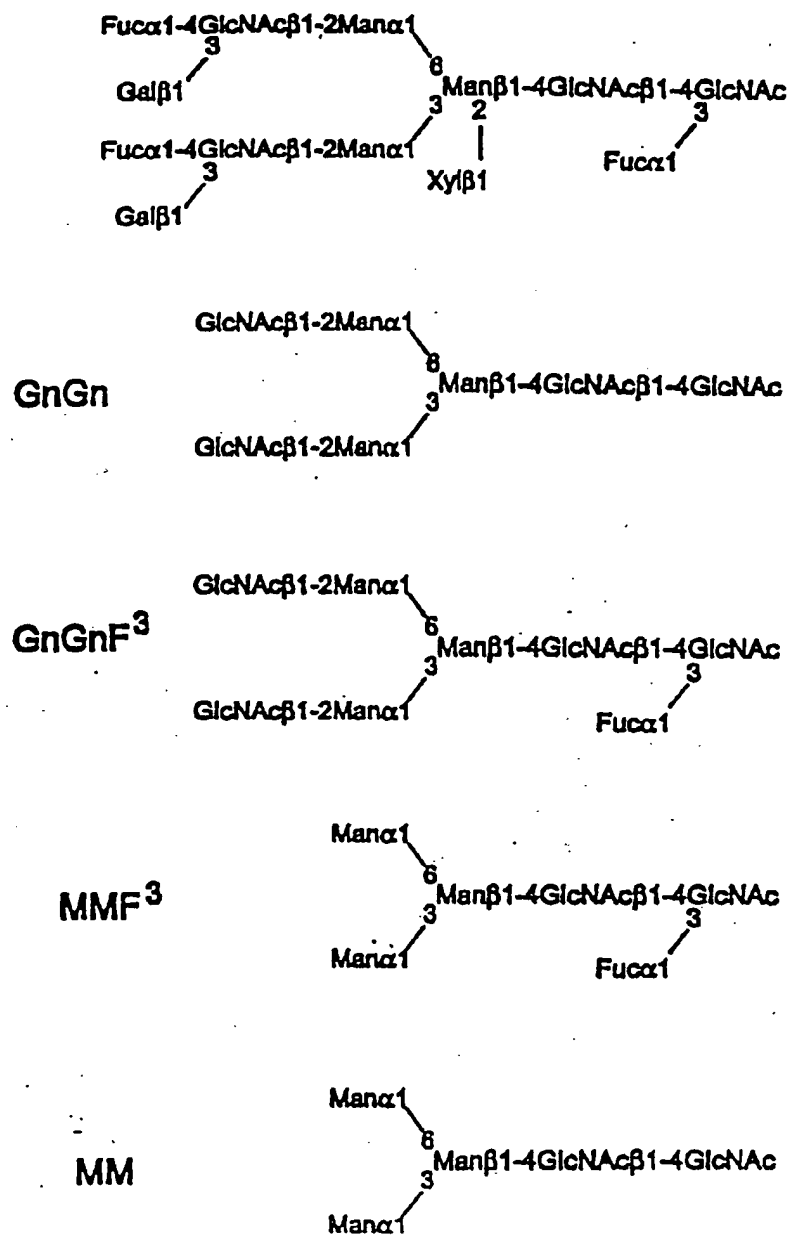 Fucα1-4GlcNAcβ1-2Manα1
3
6
Galβ1
Manβ1-4GlcNAcβ1-4GlcNAc
3
2
3
Fucα1-4GlcNAcβ1-2Manα1
Fucα1
3
Xylβ1
Galβ1
GlcNAcβ1-2Manα1
6
GnGn
Manβ1-4GlcNAcβ1-4GlcNAc
3
GlcNAcβ1-2Manα1
GlcNAcβ1-2Manα1
6
GnGnF³
Manβ1-4GlcNAcβ1-4GlcNAc
3
3
GlcNAcβ1-2Manα1
Fucα1
Manα1
6
MMF³
Manβ1-4GlcNAcβ1-4GlcNAc
3
3
Manα1
Fucα1
Manα1
6
MM
Manβ1-4GlcNAcβ1-4GlcNAc
3
Manα1